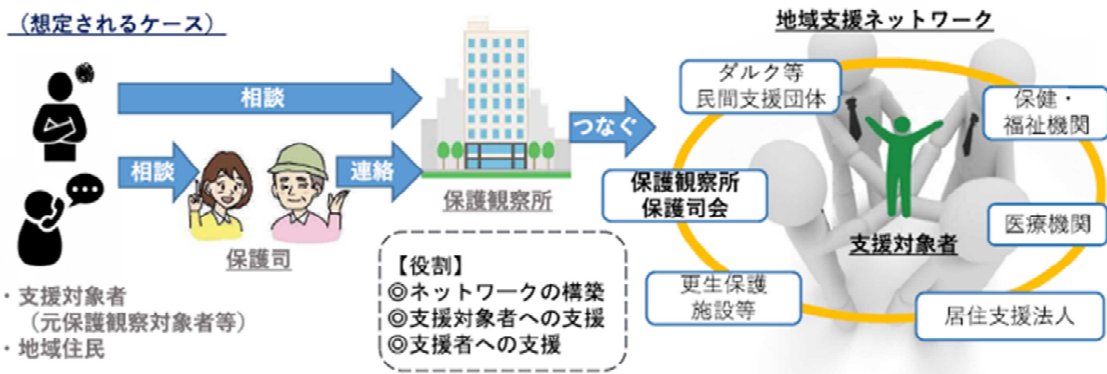 （想定されるケース）
相談
相談
連絡
保護司
保護観察所
つなぐ
・支援対象者
（元保護観察対象者等）
・地域住民
【役割】
◎ネットワークの構築
◎支援対象者への支援
◎支援者への支援
地域支援ネットワーク
ダルク等
民間支援団体
保健・
福祉機関
保護観察所
保護司会
医療機関
支援対象者
更生保護
施設等
居住支援法人